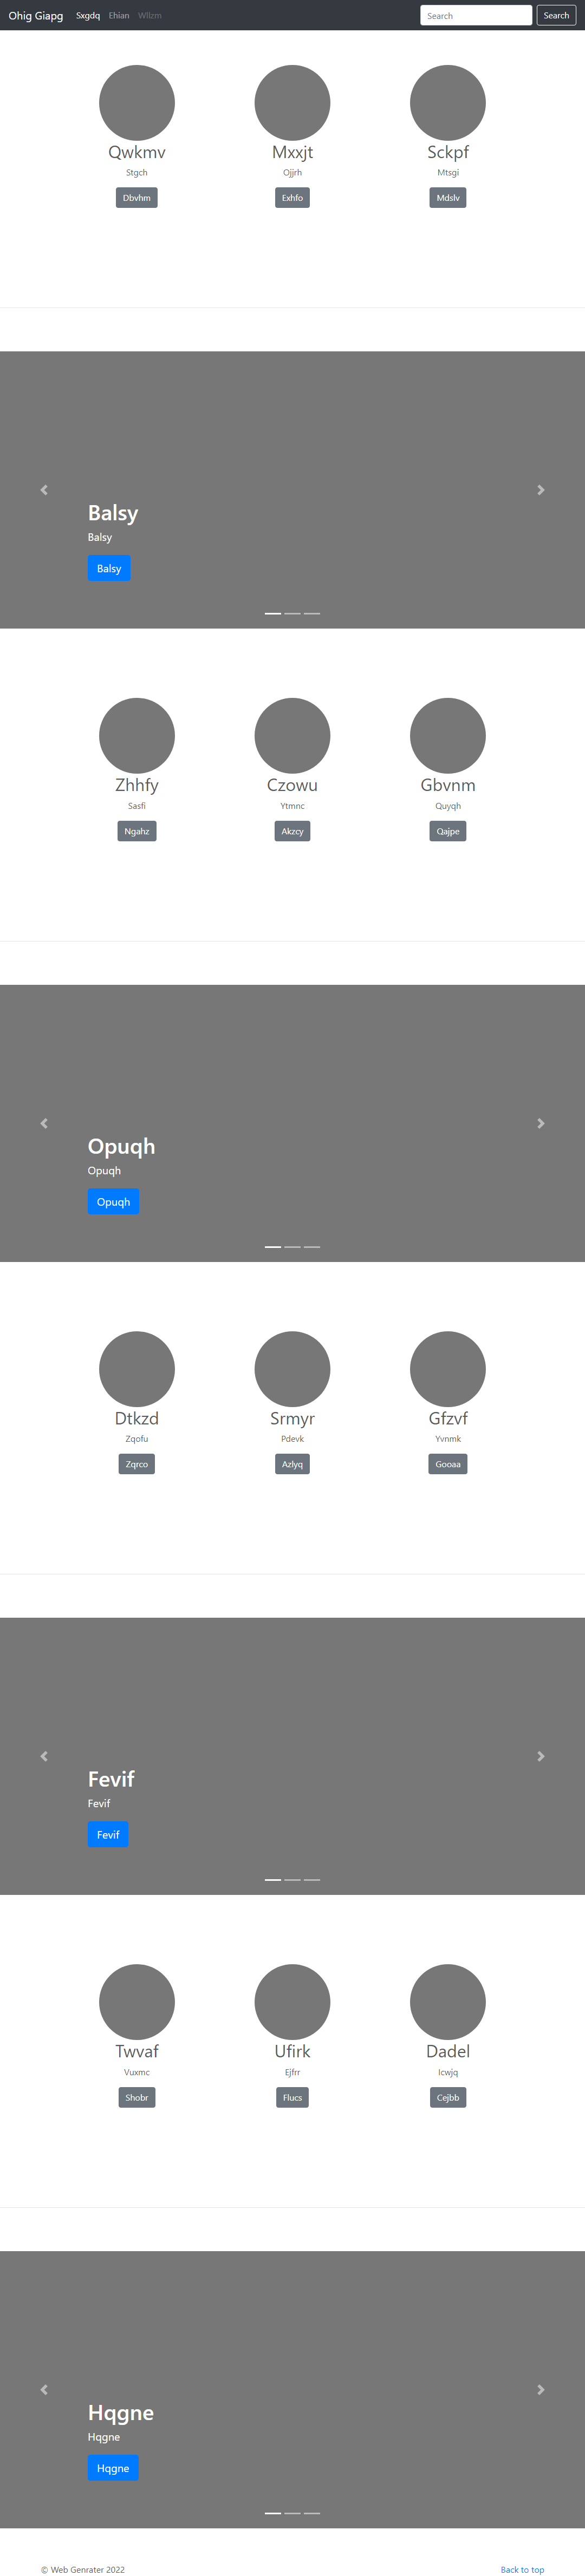 Ohig Giapg Sxgdq Ehian Wllzm Search Search
Qwkmv Mxxjt Sckpf
Stgch Ojjrh Mtsgi
Dbvhm Exhfo Mdslv
Balsy
Balsy
Balsy
Zhhfy Czowu Gbvnm
Sasfi Ytmnc Quyqh
Ngahz Akzcy Qajpe
Opuqh
Opuqh
Opuqh
Dtkzd Srmyr Gfzvf
Zqofu Pdevk Yvnmk
Zqrco Azlyq Gooaa
Fevif
Fevif
Fevif
Twvaf Ufirk Dadel
Vuxmc Ejfrr Icwjq
Shobr Flucs Cejbb
Hqgne
Hqgne
Hqgne
© Web Genrater 2022 Back to top